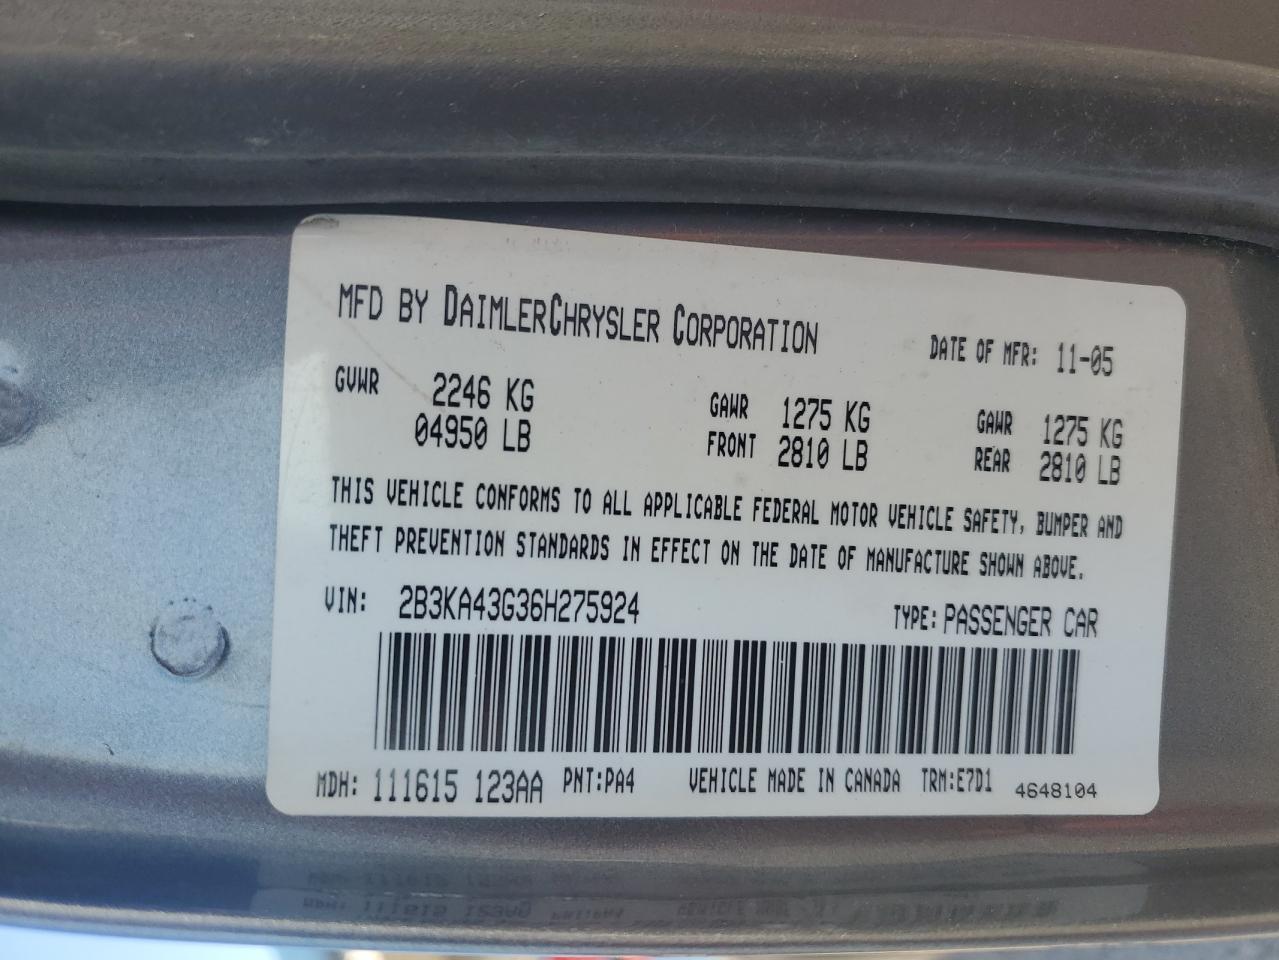 MFD BY DAIMLERCHRYSLER CORPORATION DATE OF MFR: 11-05
GVWR 2246 KG GAWR 1275 KG GAWR 1275 KG
04950 LB FRONT 2810 LB REAR 2810 LB
THIS VEHICLE CONFORMS TO ALL APPLICABLE FEDERAL MOTOR VEHICLE SAFETY, BUMPER AND
THEFT PREVENTION STANDARDS IN EFFECT ON THE DATE OF MANUFACTURE SHOWN ABOVE.
VIN: 2B3KA43G36H275924 TYPE: PASSENGER CAR
MDH: 111615 123AA PNT:PA4 VEHICLE MADE IN CANADA TRM:E7D1 4648104